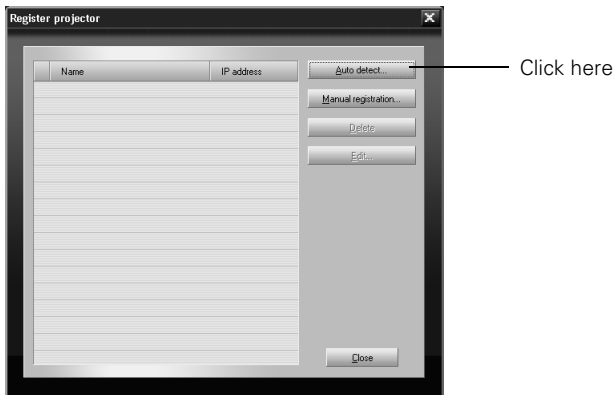 Register projector
Name IP address
Auto detect...
Click here
Manual registration...
Delete
Edit...
Close